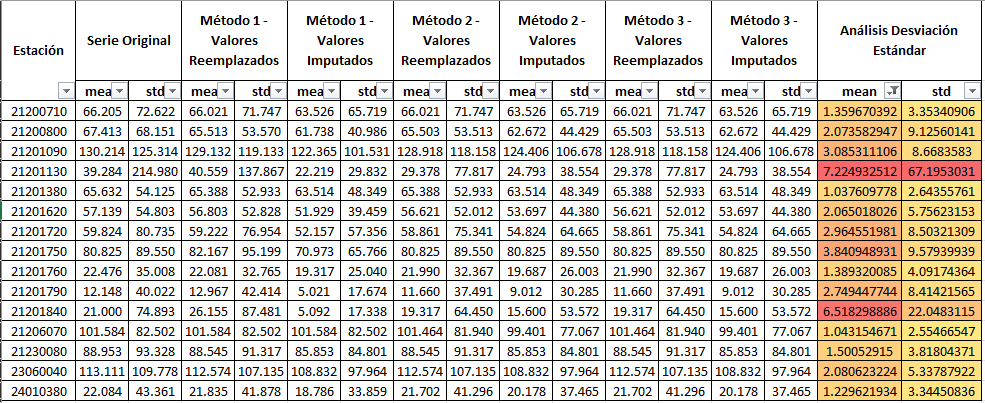 Estación Serie Original Método 1 - Valores Reemplazados Método 1 - Valores Imputados Método 2 - Valores Reemplazados Método 2 - Valores Imputados Método 3 - Valores Reemplazados Método 3 - Valores Imputados Análisis Desviación Estándar
mea std mea std mea std mea std mea std mea std mea std mean std
21200710 66.205 72.622 66.021 71.747 63.526 65.719 66.021 71.747 63.526 65.719 66.021 71.747 63.526 65.719 1.359670392 3.35340906
21200800 67.413 68.151 65.513 53.570 61.738 40.986 65.503 53.513 62.672 44.429 65.503 53.513 62.672 44.429 2.073582947 9.12560141
21201090 130.214 125.314 129.132 119.133 122.365 101.531 128.918 118.158 124.406 106.678 128.918 118.158 124.406 106.678 3.085311106 8.6683583
21201130 39.284 214.980 40.559 137.867 22.219 29.832 29.378 77.817 24.793 38.554 29.378 77.817 24.793 38.554 7.224932512 67.1953031
21201380 65.632 54.125 65.388 52.933 63.514 48.349 65.388 52.933 63.514 48.349 65.388 52.933 63.514 48.349 1.037609778 2.64355761
21201620 57.139 54.803 56.803 52.828 51.929 39.459 56.621 52.012 53.697 44.380 56.621 52.012 53.697 44.380 2.065018026 5.75623153
21201720 59.824 80.735 59.222 76.954 52.157 57.356 58.861 75.341 54.824 64.665 58.861 75.341 54.824 64.665 2.964551981 8.50321309
21201750 80.825 89.550 82.167 95.199 70.973 65.766 80.825 89.550 80.825 89.550 80.825 89.550 80.825 89.550 3.840948931 9.57939939
21201760 22.476 35.008 22.081 32.765 19.317 25.040 21.990 32.367 19.687 26.003 21.990 32.367 19.687 26.003 1.389320085 4.09174364
21201790 12.148 40.022 12.967 42.414 5.021 17.674 11.660 37.491 9.012 30.285 11.660 37.491 9.012 30.285 2.749447744 8.41421565
21201840 21.000 74.893 26.155 87.481 5.092 17.338 19.317 64.450 15.600 53.572 19.317 64.450 15.600 53.572 6.518298886 22.0483115
21206070 101.584 82.502 101.584 82.502 101.584 82.502 101.464 81.940 99.401 77.067 101.464 81.940 99.401 77.067 1.043154671 2.55466547
21230080 88.953 93.328 88.545 91.317 85.853 84.801 88.545 91.317 85.853 84.801 88.545 91.317 85.853 84.801 1.50052915 3.81804371
23060040 113.111 109.778 112.574 107.135 108.832 97.964 112.574 107.135 108.832 97.964 112.574 107.135 108.832 97.964 2.080623224 5.33787922
24010380 22.084 43.361 21.835 41.878 18.786 33.859 21.702 41.296 20.178 37.465 21.702 41.296 20.178 37.465 1.229621934 3.34450836